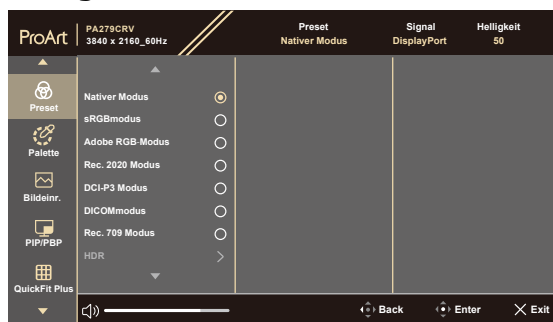 ProArt
PA279CRV
3840 x 2160_60Hz
Preset
Nativer Modus
Signal
DisplayPort
Helligkeit
50
Preset
Palette
Bildeinr.
PIP/PBP
QuickFit Plus
Nativer Modus
sRGBmodus
Adobe RGB-Modus
Rec. 2020 Modus
DCI-P3 Modus
DICOMmodus
Rec. 709 Modus
HDR
Back
Enter
Exit